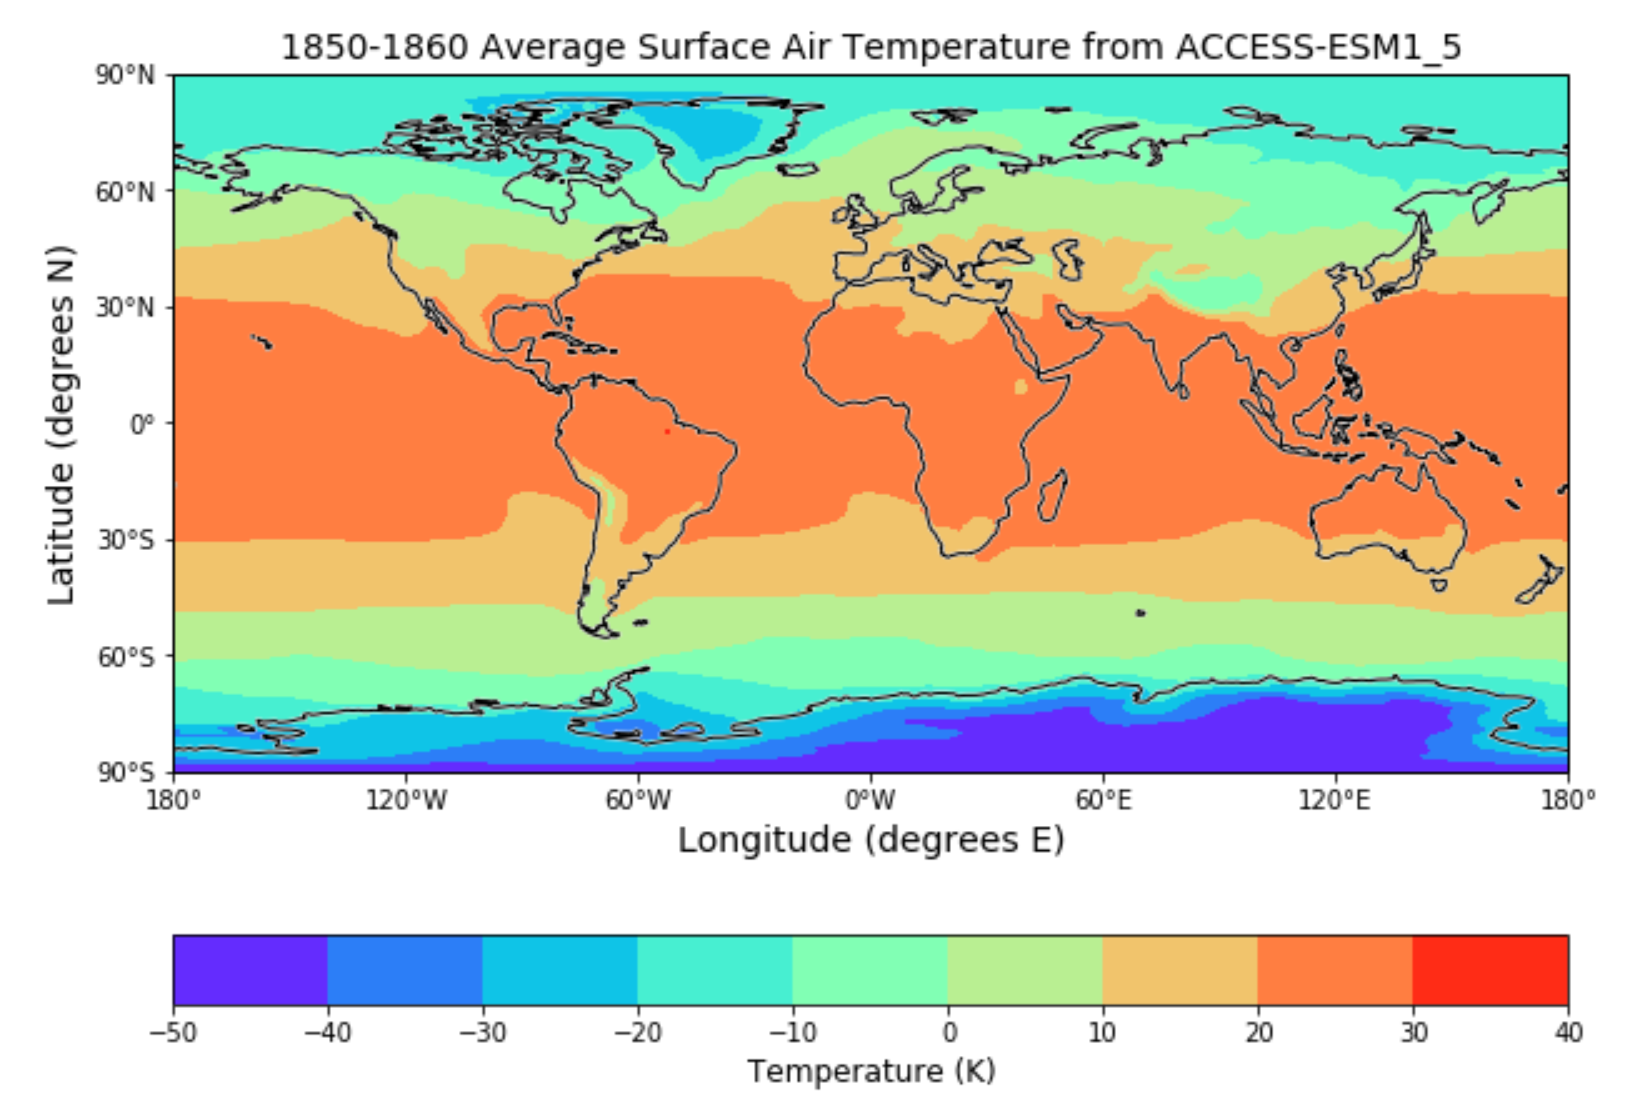 1850-1860 Average Surface Air Temperature from ACCESS-ESM1_5
90°N
60°N
30°N
0°
30°S
60°S
90°S
Latitude (degrees N)
180° 120°W 60°W 0°W 60°E 120°E 180°
Longitude (degrees E)
−50 −40 −30 −20 −10 0 10 20 30 40
Temperature (K)